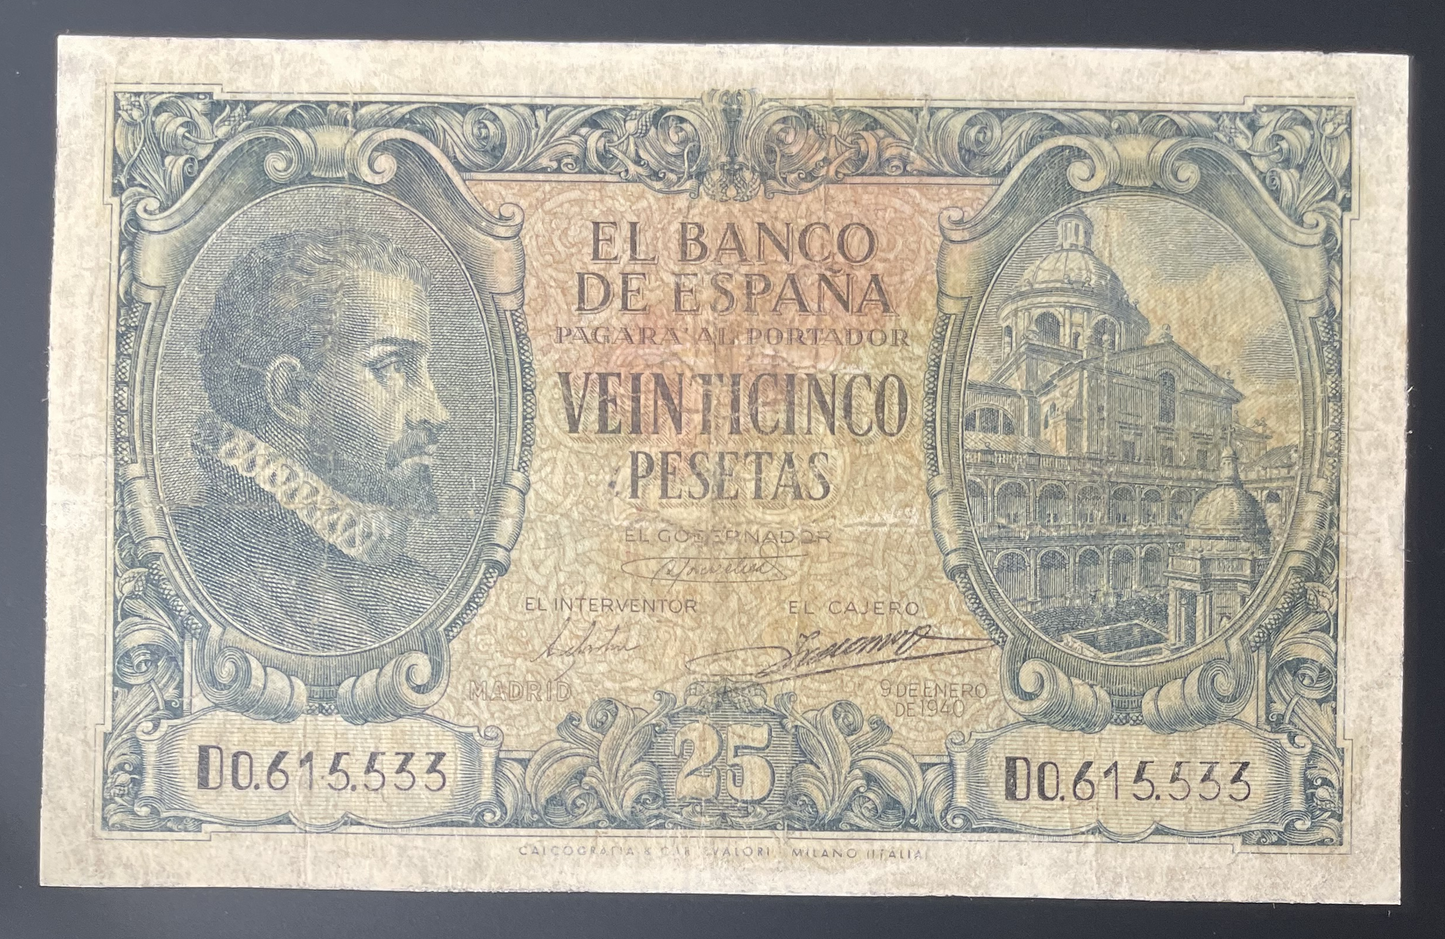 EL BANCO
DE ESPAÑA
PAGARA AL PORTADOR
VEINTICINCO
PESETAS
EL GOBERNADOR
EL INTERVENTOR EL CAJERO
MADRID 9 DE ENERO
DE 1940
D0.615.533 25 D0.615.533
CALCOGRAFIA & CARTEVALORI - MILANO (ITALIA)